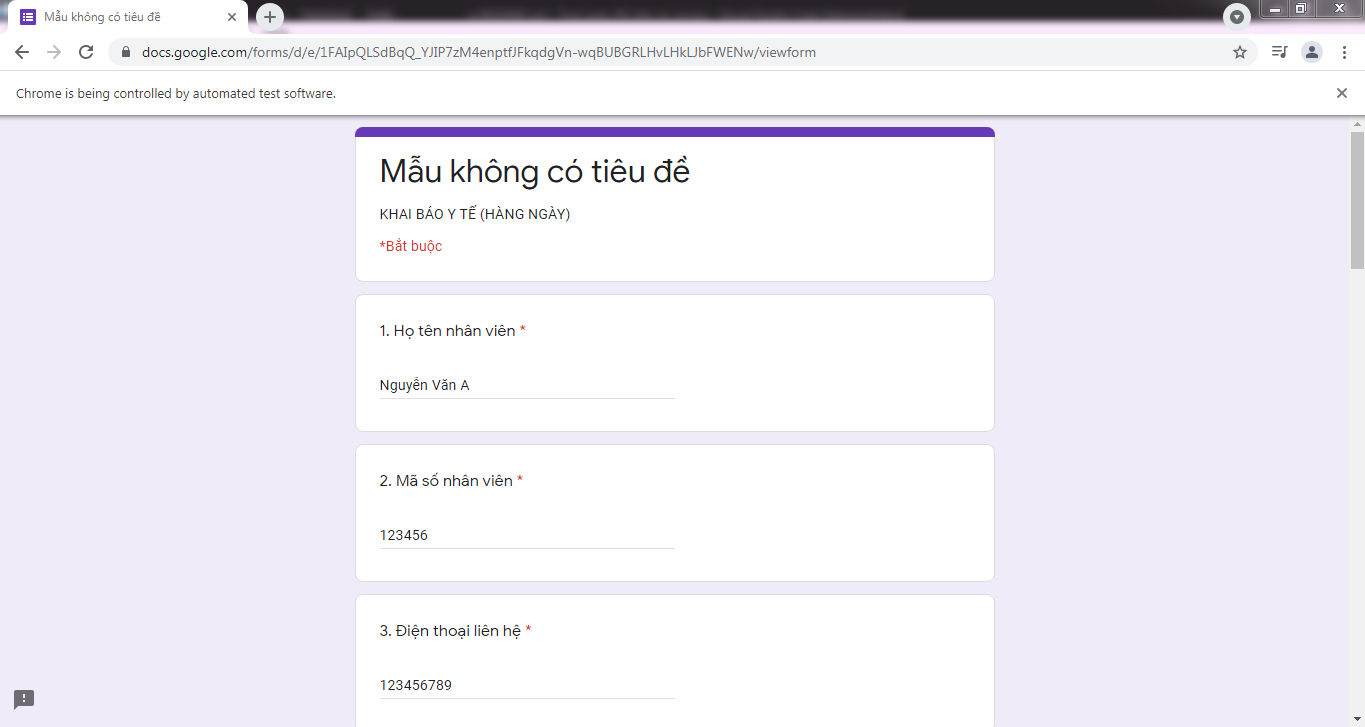 Mẫu không có tiêu đề
docs.google.com/forms/d/e/1FAIpQLSdBqQ_YJIP7zM4enptfJFkqdgVn-wqBUBGRLHvLHkLJbFWENw/viewform
Chrome is being controlled by automated test software.
Mẫu không có tiêu đề
KHAI BÁO Y TẾ (HÀNG NGÀY)
*Bắt buộc
1. Họ tên nhân viên *
Nguyễn Văn A
2. Mã số nhân viên *
123456
3. Điện thoại liên hệ *
123456789